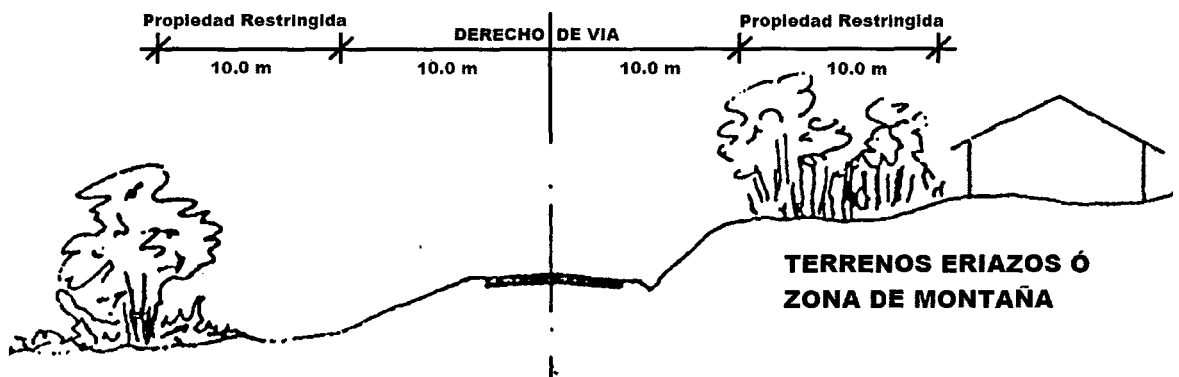 Propiedad Restringida
DERECHO DE VIA
Propiedad Restringida
10.0 m
10.0 m
10.0 m
10.0 m
TERRENOS ERIAZOS Ó
ZONA DE MONTAÑA